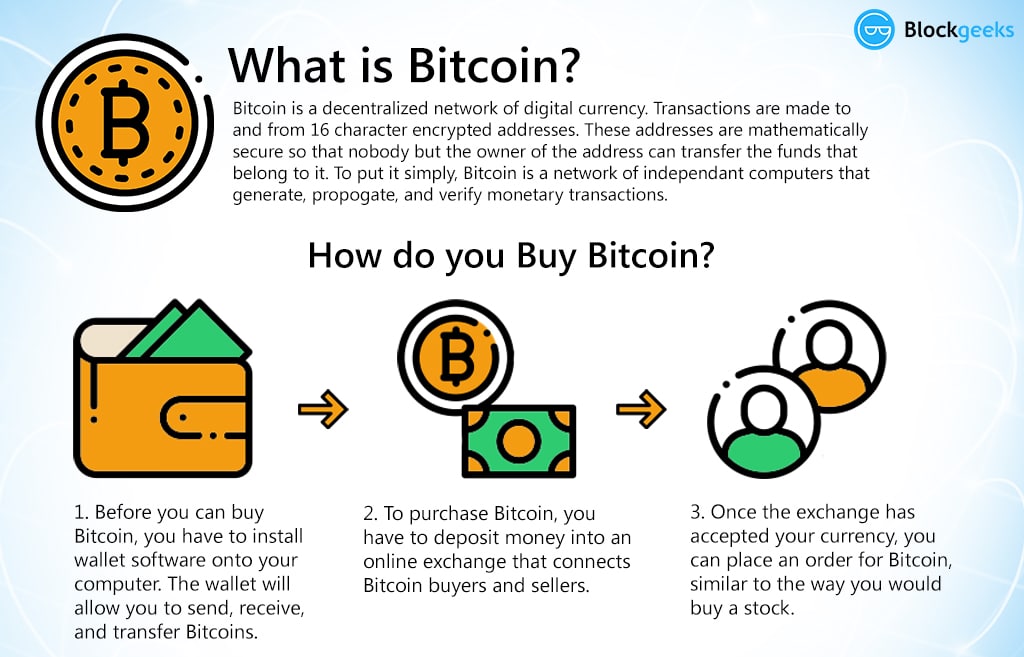 Blockgeeks
What is Bitcoin?
Bitcoin is a decentralized network of digital currency. Transactions are made to
and from 16 character encrypted addresses. These addresses are mathematically
secure so that nobody but the owner of the address can transfer the funds that
belong to it. To put it simply, Bitcoin is a network of independant computers that
generate, propogate, and verify monetary transactions.
How do you Buy Bitcoin?
1. Before you can buy
Bitcoin, you have to install
wallet software onto your
computer. The wallet will
allow you to send, receive,
and transfer Bitcoins.
2. To purchase Bitcoin, you
have to deposit money into an
online exchange that connects
Bitcoin buyers and sellers.
3. Once the exchange has
accepted your currency, you
can place an order for Bitcoin,
similar to the way you would
buy a stock.